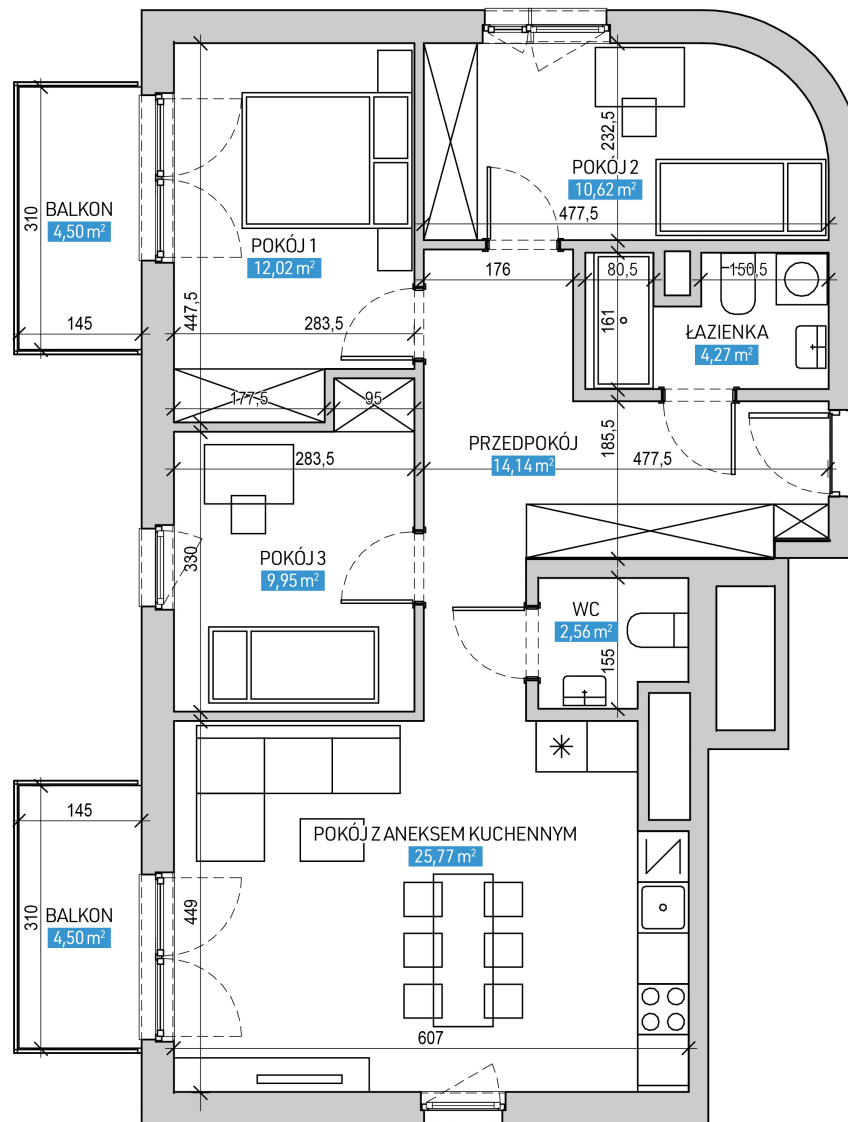 232,5
POKÓJ 2
10,62 m²
477,5
BALKON
4,50 m²
310
145
POKÓJ 1
12,02 m²
447,5
283,5
176
80,5
150,5
161
ŁAZIENKA
4,27 m²
177,5
95
283,5
PRZEDPOKÓJ
14,14 m²
185,5
477,5
330
POKÓJ 3
9,95 m²
WC
2,56 m²
155
145
310
BALKON
4,50 m²
POKÓJ Z ANEKSEM KUCHENNYM
25,77 m²
449
607